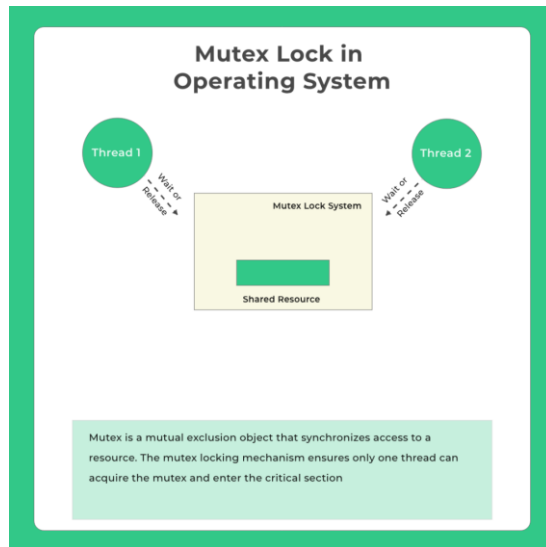 Mutex Lock in
Operating System
Thread 1
Thread 2
Wait or
Release
Wait or
Release
Mutex Lock System
Shared Resource
Mutex is a mutual exclusion object that synchronizes access to a
resource. The mutex locking mechanism ensures only one thread can
acquire the mutex and enter the critical section